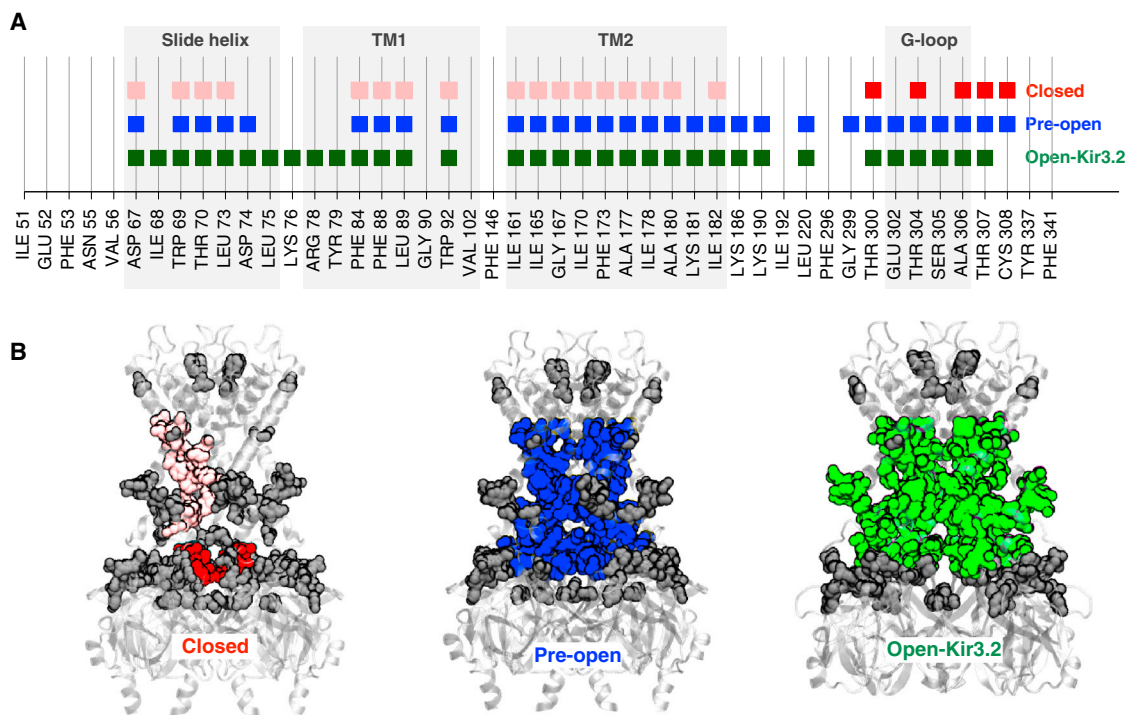 A
Slide helix TM1 TM2 G-loop
Closed
Pre-open
Open-Kir3.2
ILE 51
GLU 52
PHE 53
ASN 55
VAL 56
ASP 67
ILE 68
TRP 69
THR 70
LEU 73
ASP 74
LEU 75
LYS 76
ARG 78
TYR 79
PHE 84
PHE 88
LEU 89
GLY 90
TRP 92
VAL 102
PHE 146
ILE 161
ILE 165
GLY 167
ILE 170
PHE 173
ALA 177
ILE 178
ALA 180
LYS 181
ILE 182
LYS 186
LYS 190
ILE 192
LEU 220
PHE 296
GLY 299
THR 300
GLU 302
THR 304
SER 305
ALA 306
THR 307
CYS 308
TYR 337
PHE 341
B
Closed
Pre-open
Open-Kir3.2